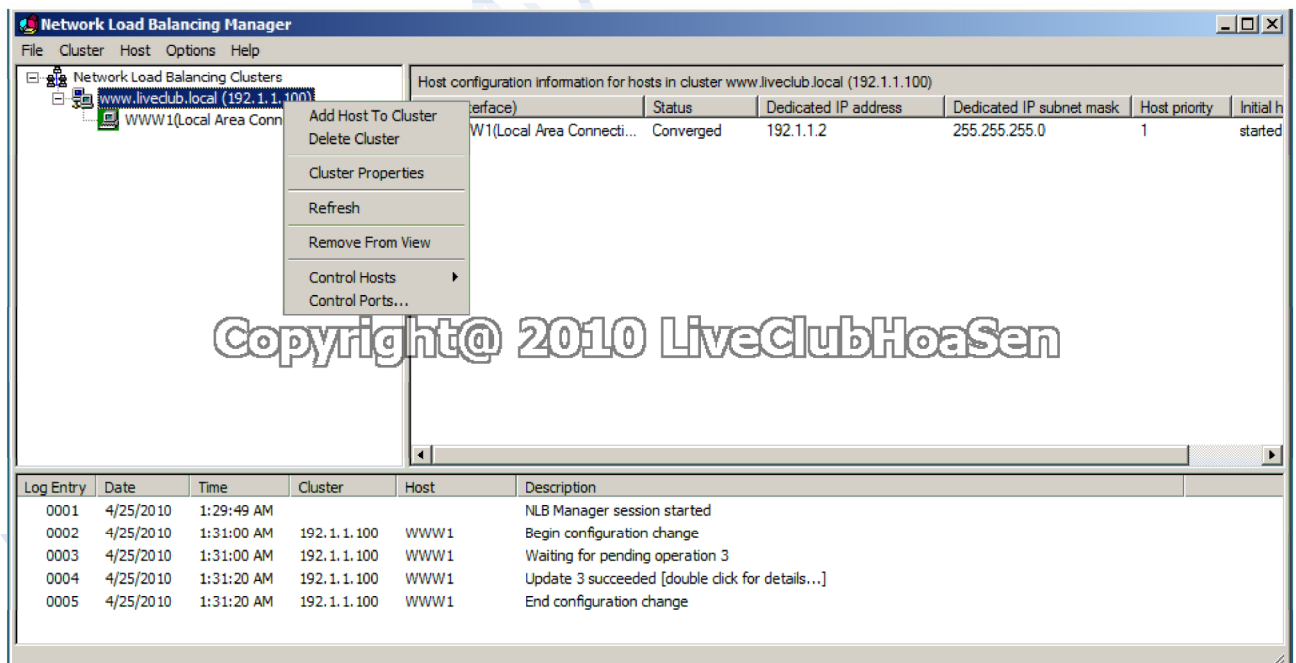 Network Load Balancing Manager
File Cluster Host Options Help
Network Load Balancing Clusters
www.liveclub.local (192.1.1.100)
WWW1(Local Area Conn
Add Host To Cluster
Delete Cluster
Cluster Properties
Refresh
Remove From View
Control Hosts
Control Ports...
Host configuration information for hosts in cluster www.liveclub.local (192.1.1.100)
erface) Status Dedicated IP address Dedicated IP subnet mask Host priority Initial h
W1(Local Area Connecti... Converged 192.1.1.2 255.255.255.0 1 started
Copyright@ 2010 LiveClubHoaSen
Log Entry Date Time Cluster Host Description
0001 4/25/2010 1:29:49 AM NLB Manager session started
0002 4/25/2010 1:31:00 AM 192.1.1.100 WWW1 Begin configuration change
0003 4/25/2010 1:31:00 AM 192.1.1.100 WWW1 Waiting for pending operation 3
0004 4/25/2010 1:31:20 AM 192.1.1.100 WWW1 Update 3 succeeded [double click for details...]
0005 4/25/2010 1:31:20 AM 192.1.1.100 WWW1 End configuration change